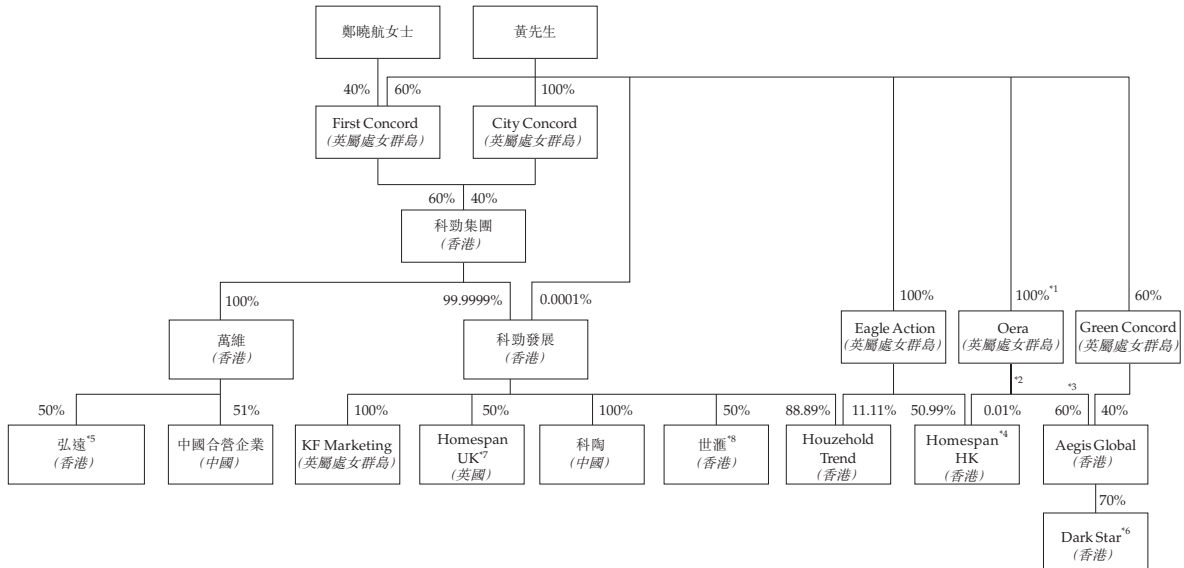 鄭曉航女士
黃先生
40%
60%
100%
First Concord
(英屬處女群島)
City Concord
(英屬處女群島)
60%
40%
科勁集團
(香港)
100%
99.9999%
0.0001%
100%
100%*1
60%
萬維
(香港)
科勁發展
(香港)
Eagle Action
(英屬處女群島)
Oera
(英屬處女群島)
Green Concord
(英屬處女群島)
*2
*3
50%
51%
100%
50%
100%
50%
88.89%
11.11%
50.99%
0.01%
60%
40%
弘遠*5
(香港)
中國合營企業
(中國)
KF Marketing
(英屬處女群島)
Homespan
UK*7
(英國)
科陶
(中國)
世滙*8
(香港)
Houzehold
Trend
(香港)
Homespan*4
HK
(香港)
Aegis Global
(香港)
70%
Dark Star*6
(香港)